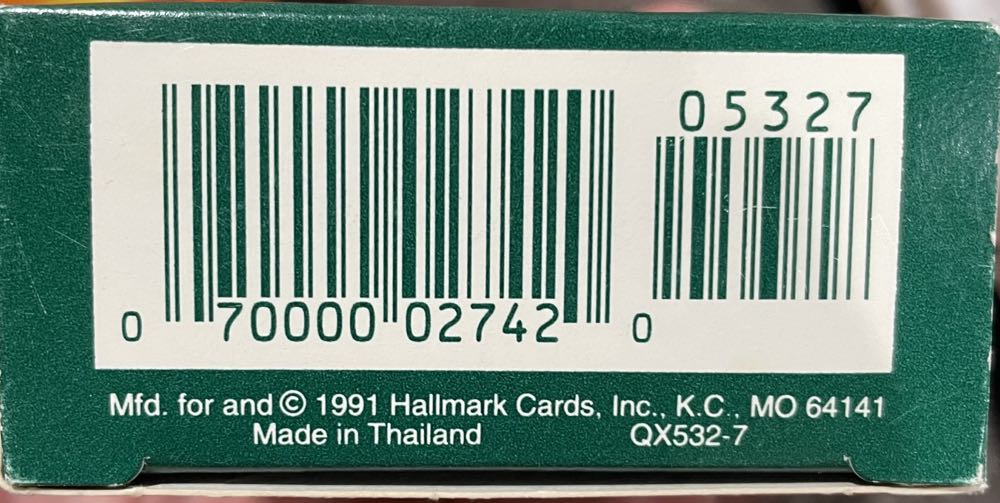 05327
0 70000 02742 0
Mfd. for and © 1991 Hallmark Cards, Inc., K.C., MO 64141
Made in Thailand QX532-7